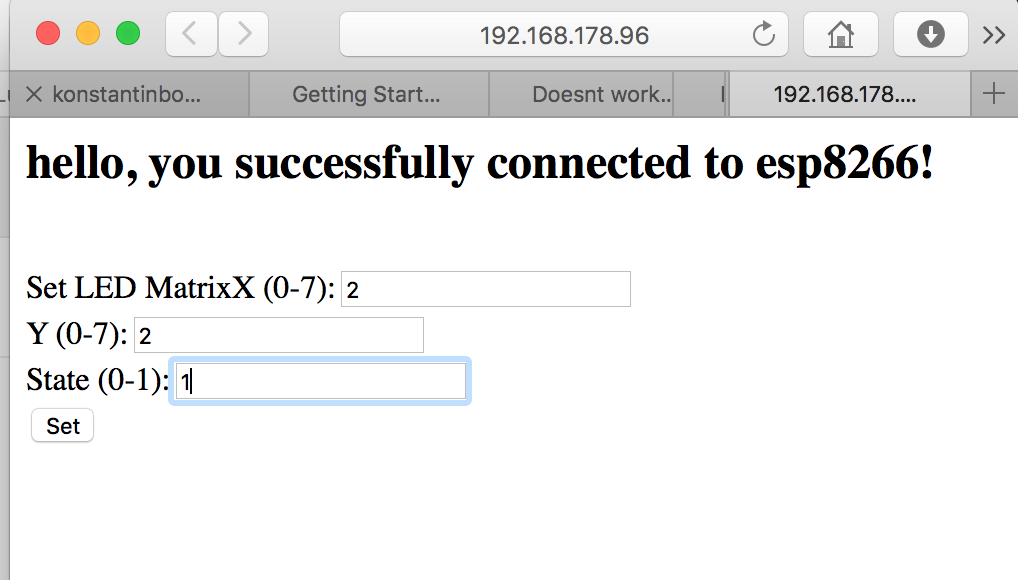 192.168.178.96
konstantinbo... Getting Start... Doesnt work.. 192.168.178....
hello, you successfully connected to esp8266!
Set LED MatrixX (0-7): 2
Y (0-7): 2
State (0-1): 1
Set